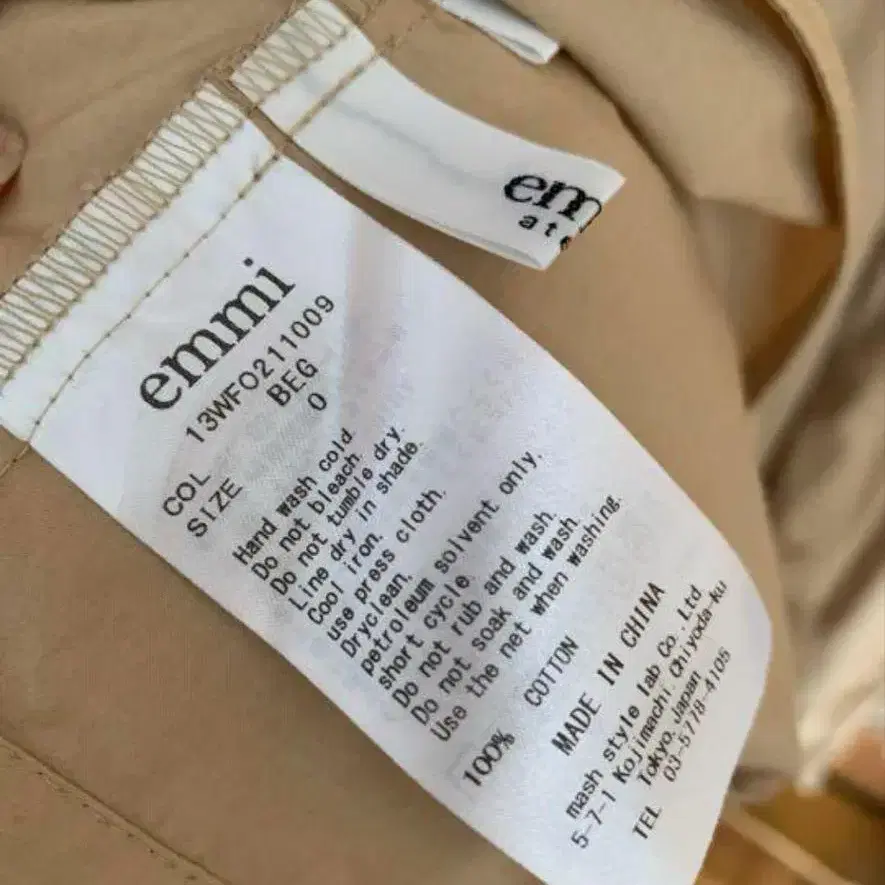 em
at
emmi
13WFO211009
COL BEG
SIZE 0
Hand wash cold
Do not bleach.
Do not tumble dry.
Line dry in shade.
Cool iron.
use press cloth.
Dryclean,
petroleum solvent only,
short cycle.
Do not rub and wash.
Do not soak and wash.
Use the net when washing.
100% COTTON
MADE IN CHINA
mash style lab Co., Ltd
5-7-1 Kojimachi, Chiyoda-ku
Tokyo, Japan
TEL 03-5778-4105